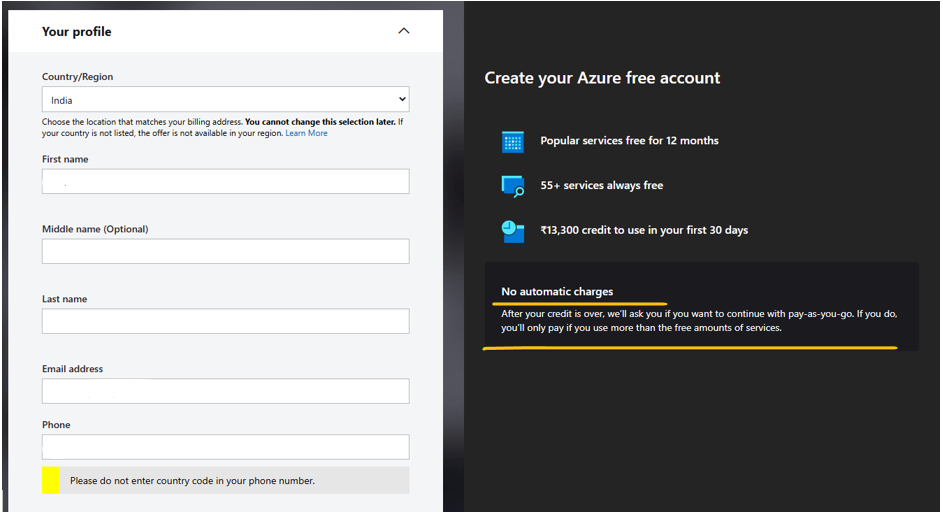 Your profile
Country/Region
India
Choose the location that matches your billing address. You cannot change this selection later. If
your country is not listed, the offer is not available in your region. Learn More
First name
Middle name (Optional)
Last name
Email address
Phone
Please do not enter country code in your phone number.
Create your Azure free account
Popular services free for 12 months
55+ services always free
₹13,300 credit to use in your first 30 days
No automatic charges
After your credit is over, we'll ask you if you want to continue with pay-as-you-go. If you do,
you'll only pay if you use more than the free amounts of services.